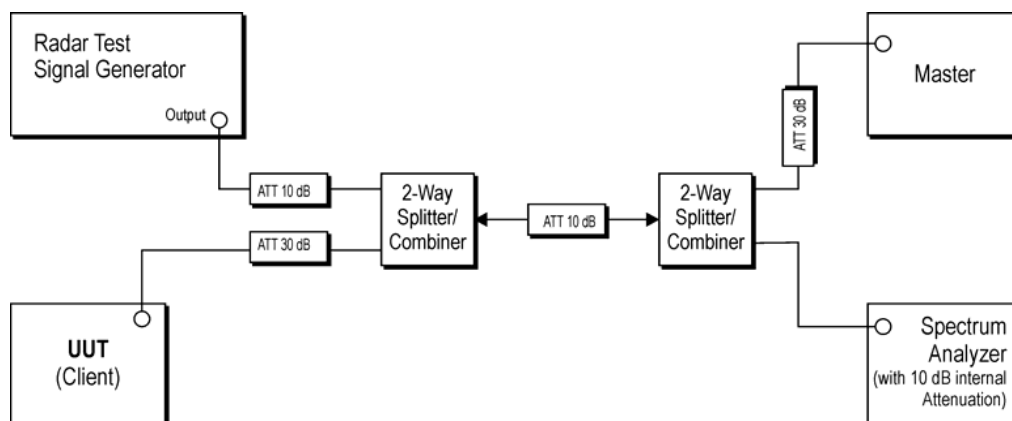 Radar Test
Signal Generator
Output
ATT 10 dB
ATT 30 dB
2-Way
Splitter/
Combiner
ATT 10 dB
2-Way
Splitter/
Combiner
ATT 30 dB
Master
UUT
(Client)
Spectrum
Analyzer
(with 10 dB internal
Attenuation)